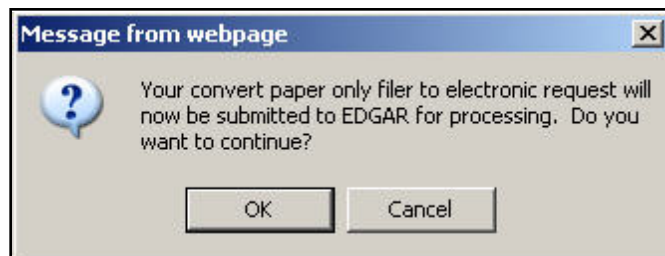 Message from webpage
Your convert paper only filer to electronic request will
now be submitted to EDGAR for processing.  Do you
want to continue?
OK
Cancel